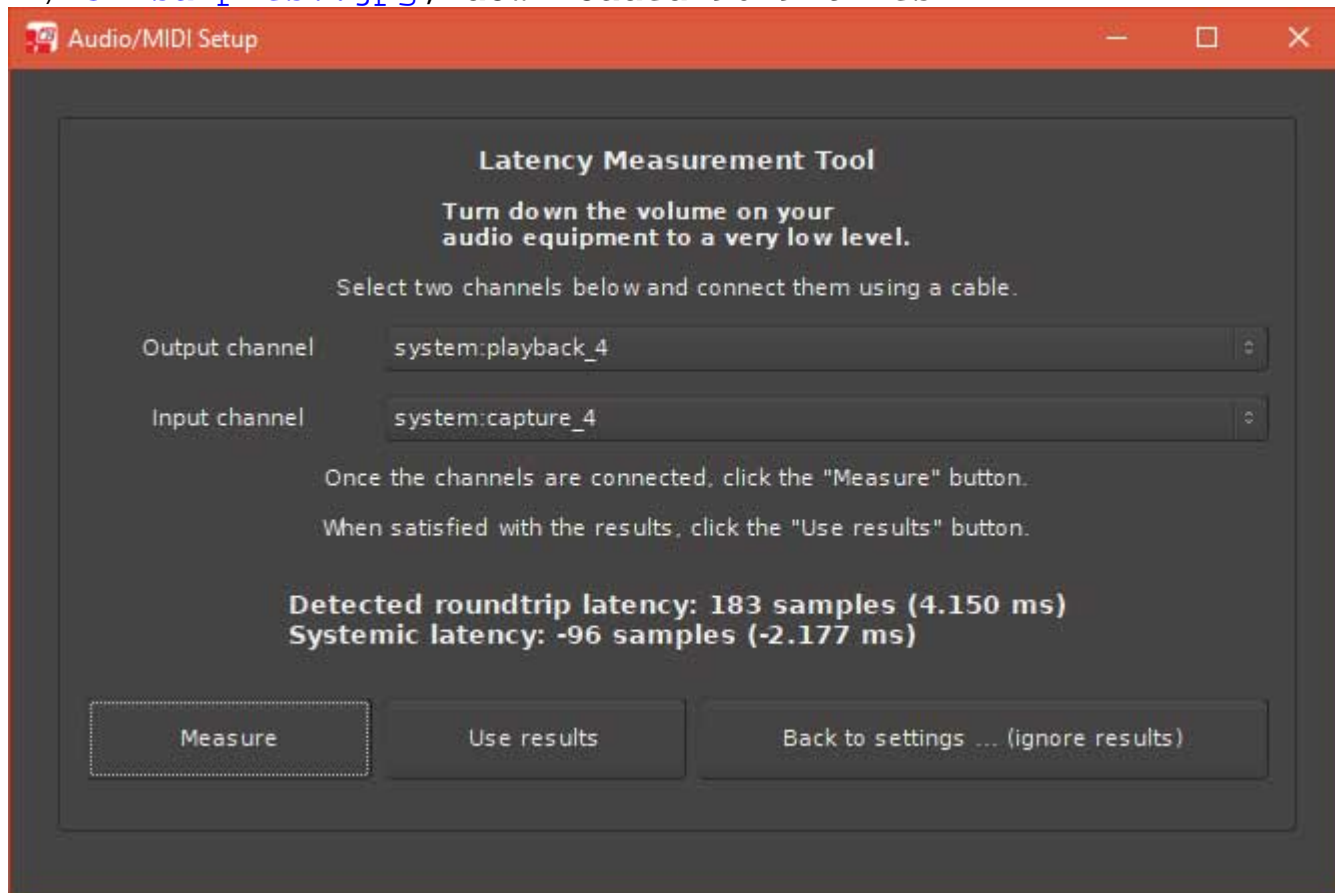 Audio/MIDI Setup
Latency Measurement Tool
Turn down the volume on your
audio equipment to a very low level.
Select two channels below and connect them using a cable.
Output channel system:playback_4
Input channel system:capture_4
Once the channels are connected, click the "Measure" button.
When satisfied with the results, click the "Use results" button.
Detected roundtrip latency: 183 samples (4.150 ms)
Systemic latency: -96 samples (-2.177 ms)
Measure Use results Back to settings ... (ignore results)